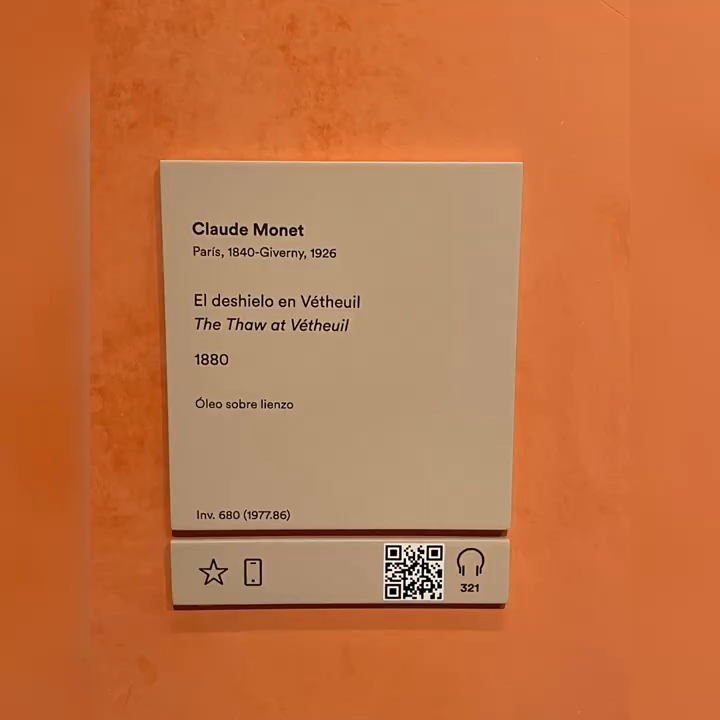 Claude Monet
París, 1840-Giverny, 1926
El deshielo en Vétheuil
The Thaw at Vétheuil
1880
Óleo sobre lienzo
Inv. 680 (1977.86)
321